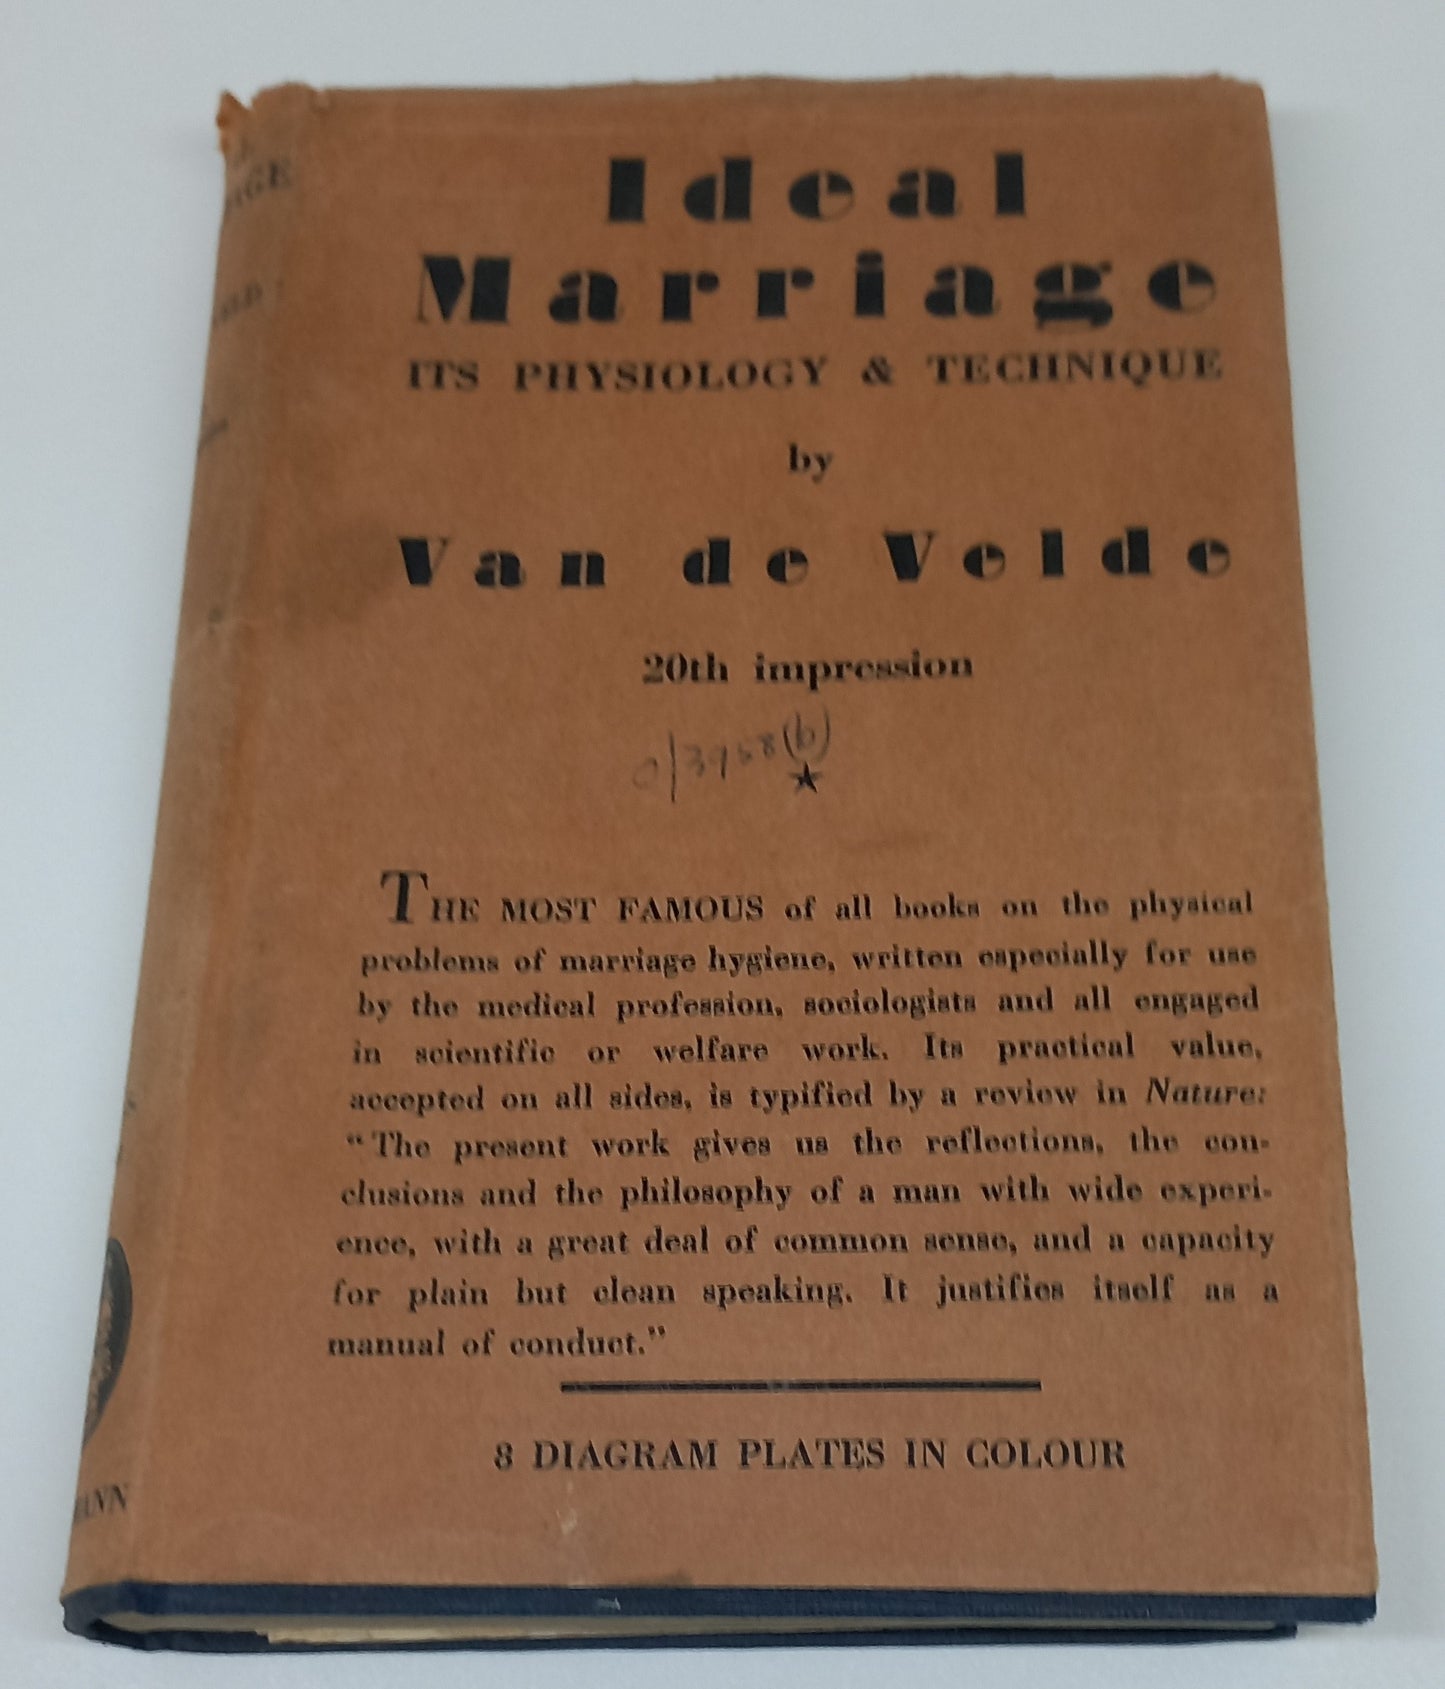 Ideal
Marriage
ITS PHYSIOLOGY & TECHNIQUE
by
Van de Velde
20th impression
0/3958(b)
THE MOST FAMOUS of all books on the physical
problems of marriage hygiene, written especially for use
by the medical profession, sociologists and all engaged
in scientific or welfare work. Its practical value,
accepted on all sides, is typified by a review in Nature:
"The present work gives us the reflections, the con-
clusions and the philosophy of a man with wide experi-
ence, with a great deal of common sense, and a capacity
for plain but clean speaking. It justifies itself as a
manual of conduct."
8 DIAGRAM PLATES IN COLOUR